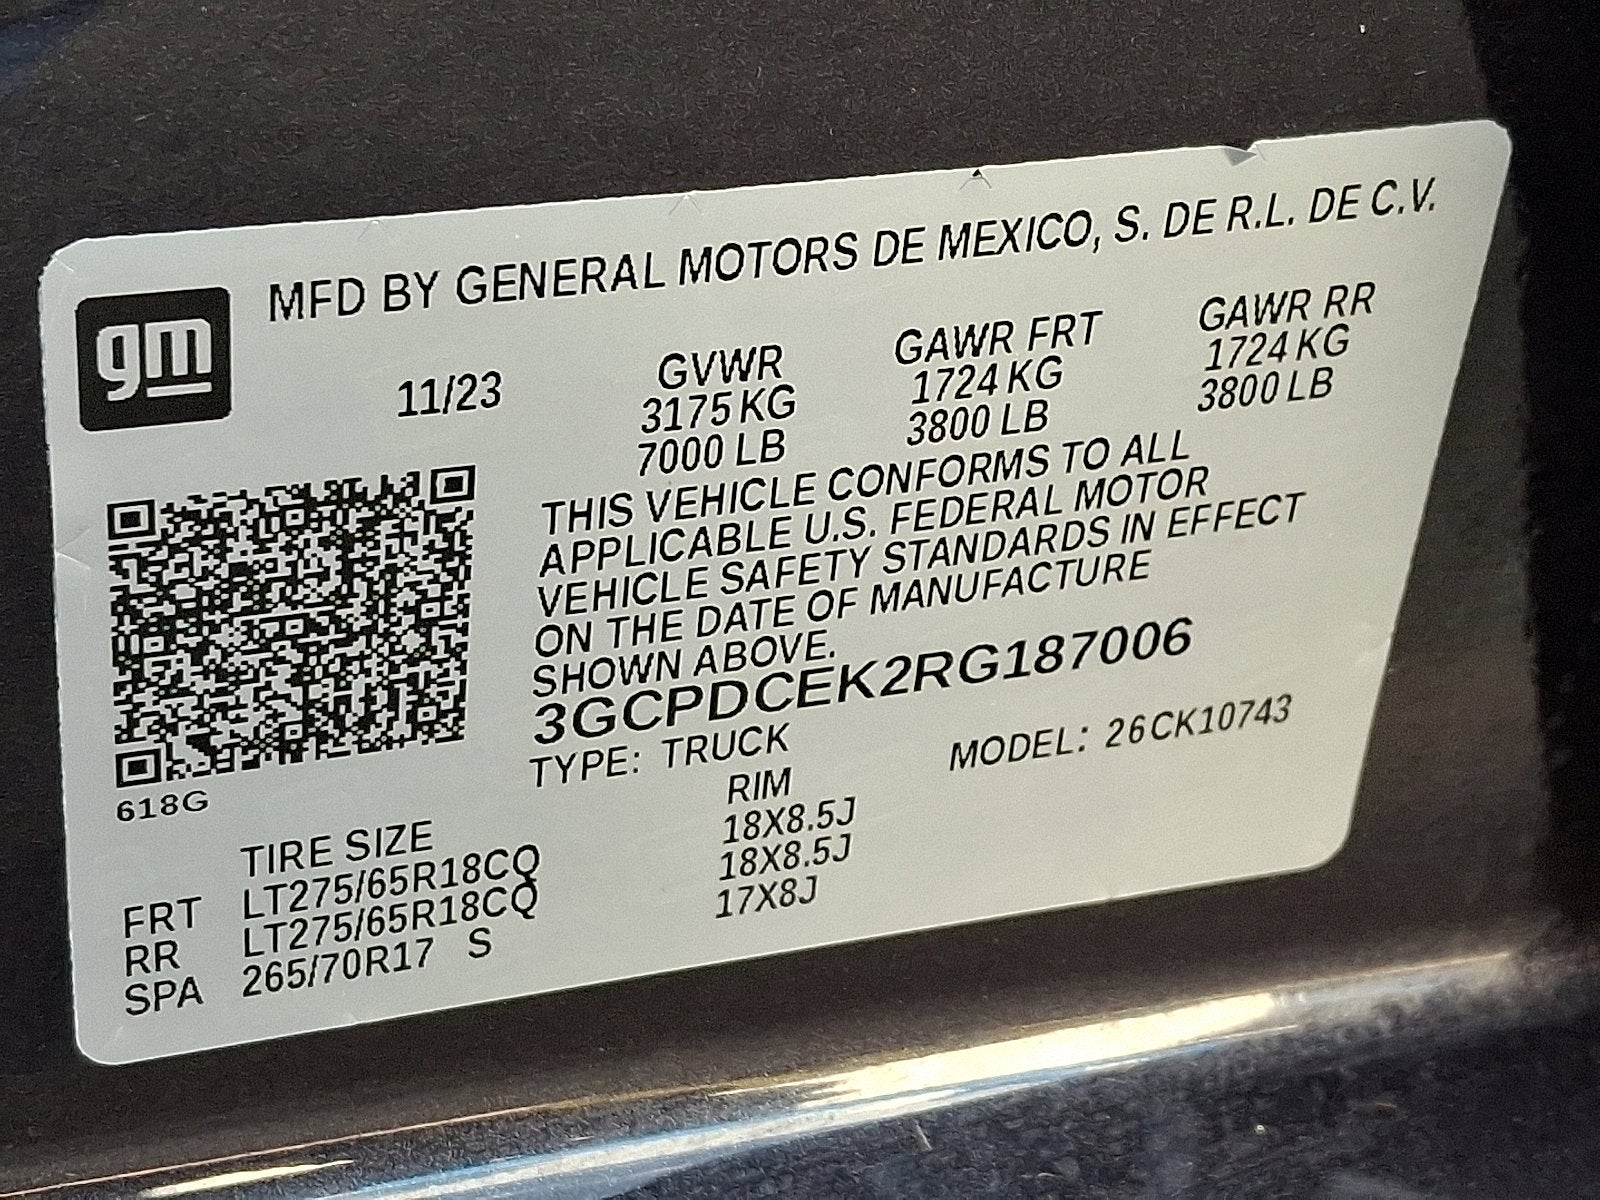 MFD BY GENERAL MOTORS DE MEXICO, S. DE R.L. DE C.V.
gm
11/23 GVWR GAWR FRT GAWR RR
3175 KG 1724 KG 1724 KG
7000 LB 3800 LB 3800 LB
THIS VEHICLE CONFORMS TO ALL
APPLICABLE U.S. FEDERAL MOTOR
VEHICLE SAFETY STANDARDS IN EFFECT
ON THE DATE OF MANUFACTURE
SHOWN ABOVE.
3GCPDCEK2RG187006
TYPE: TRUCK MODEL: 26CK10743
618G
TIRE SIZE RIM
FRT LT275/65R18CQ 18X8.5J
RR LT275/65R18CQ 18X8.5J
SPA 265/70R17 S 17X8J